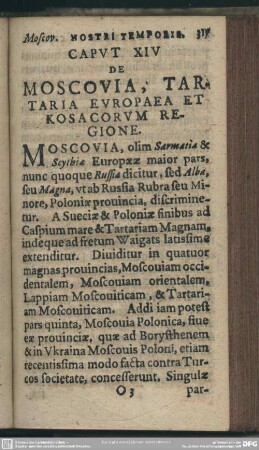 Moscov. NOSTRI TEMPORIS. 317
CAPVT XIV
DE
MOSCOVIA, TAR-
TARIA EVROPAEA ET
KOSACORVM RE-
GIONE.
MOSCOVIA, olim Sarmatia &
Scythia Europææ maior pars,
nunc quoque Russia dicitur, sed Alba,
seu Magna, vt ab Russia Rubra seu Mi-
nore, Poloniæ prouincia, discrimine-
tur. A Sueciæ & Poloniæ finibus ad
Caspium mare & Tartariam Magnam,
indeque ad fretum Waigats latissime
extenditur. Diuiditur in quatuor
magnas prouincias, Moscouiam occi-
dentalem, Moscouiam orientalem,
Lappiam Moscouiticam, & Tartari-
am Moscouiticam. Addi iam potest
pars quinta, Moscouia Polonica, siue
ex prouinciæ, quæ ad Borysthenem
& in Vkraina Moscouis Poloni, etiam
recentissima modo facta contra Tur-
cos societate, concesserunt. Singulæ
O 3 par-